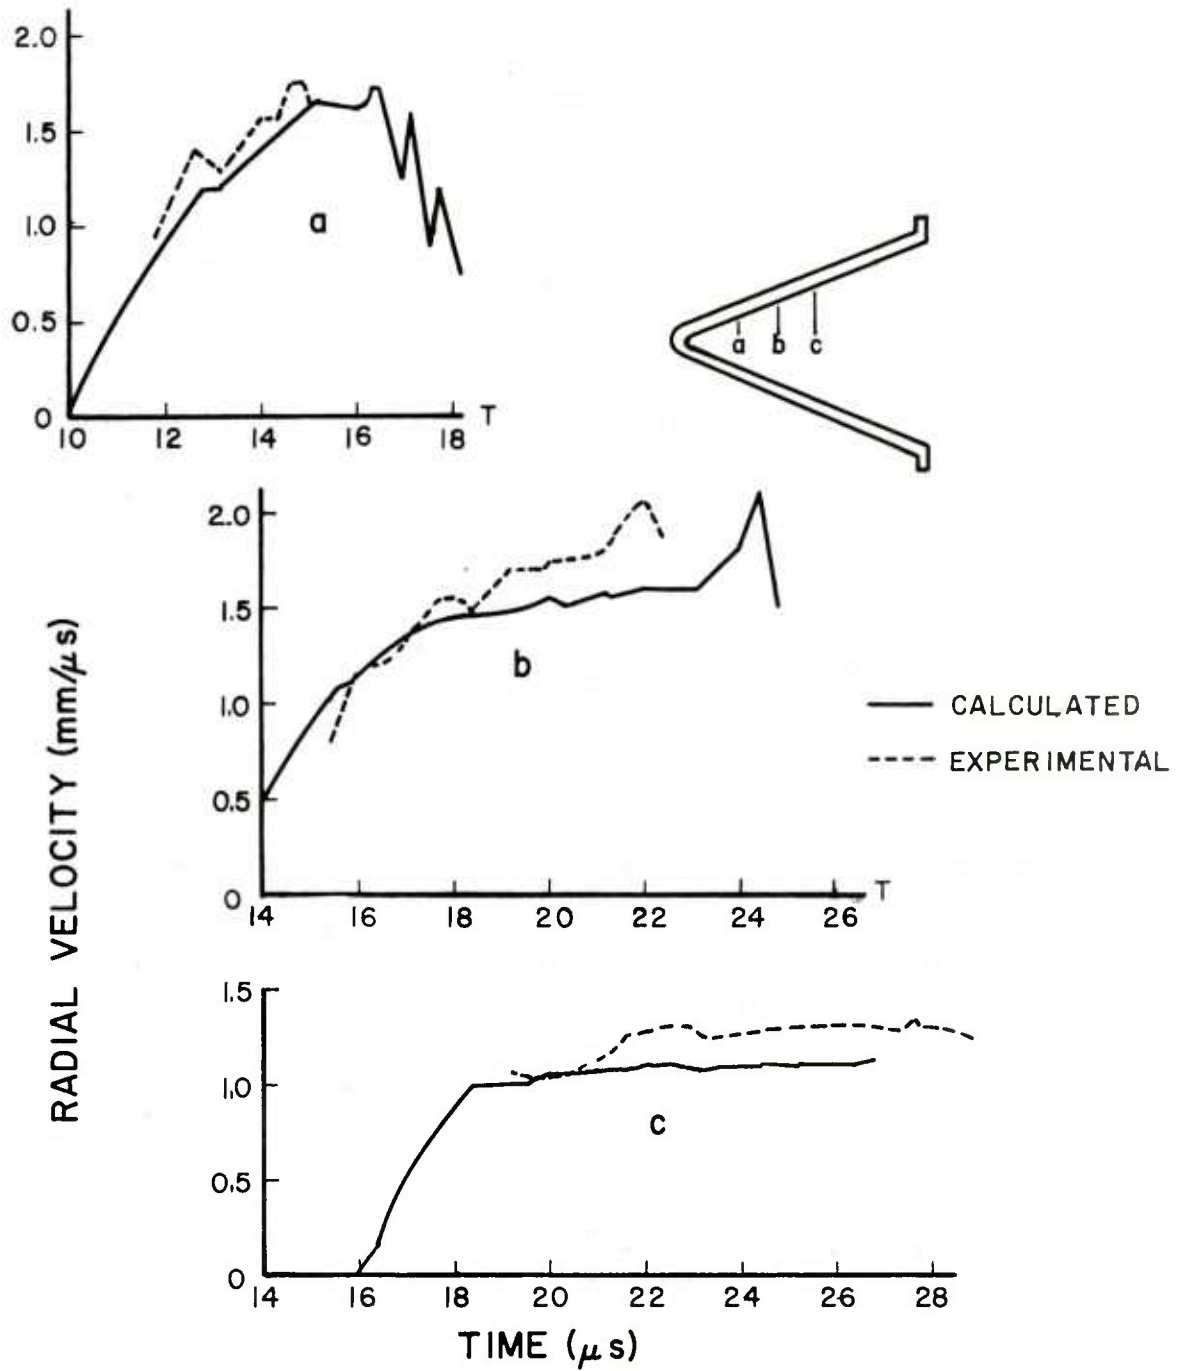 2.0
1.5
1.0
0.5
0
a
10 12 14 16 18 T
a b c
2.0
1.5
1.0
0.5
0
b
14 16 18 20 22 24 26 T
CALCULATED
EXPERIMENTAL
RADIAL VELOCITY (mm/μs)
1.5
1.0
0.5
0
c
14 16 18 20 22 24 26 28
TIME (μs)